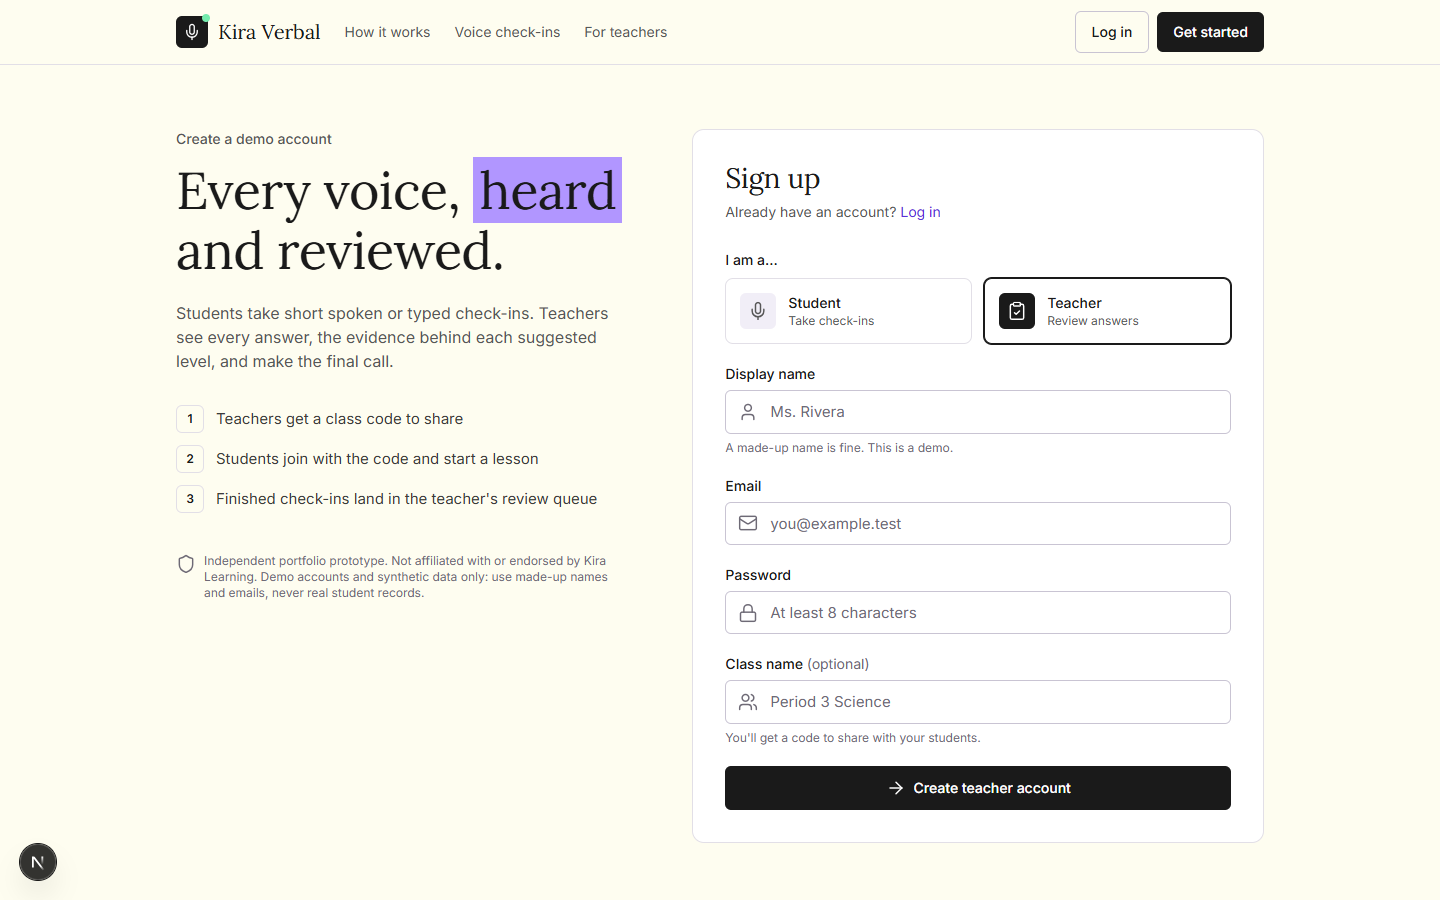 Kira Verbal
How it works
Voice check-ins
For teachers
Log in
Get started
Create a demo account
Every voice, heard
and reviewed.
Students take short spoken or typed check-ins. Teachers
see every answer, the evidence behind each suggested
level, and make the final call.
1 Teachers get a class code to share
2 Students join with the code and start a lesson
3 Finished check-ins land in the teacher's review queue
Independent portfolio prototype. Not affiliated with or endorsed by Kira
Learning. Demo accounts and synthetic data only: use made-up names
and emails, never real student records.
Sign up
Already have an account? Log in
I am a...
Student
Take check-ins
Teacher
Review answers
Display name
Ms. Rivera
A made-up name is fine. This is a demo.
Email
you@example.test
Password
At least 8 characters
Class name (optional)
Period 3 Science
You'll get a code to share with your students.
Create teacher account
N